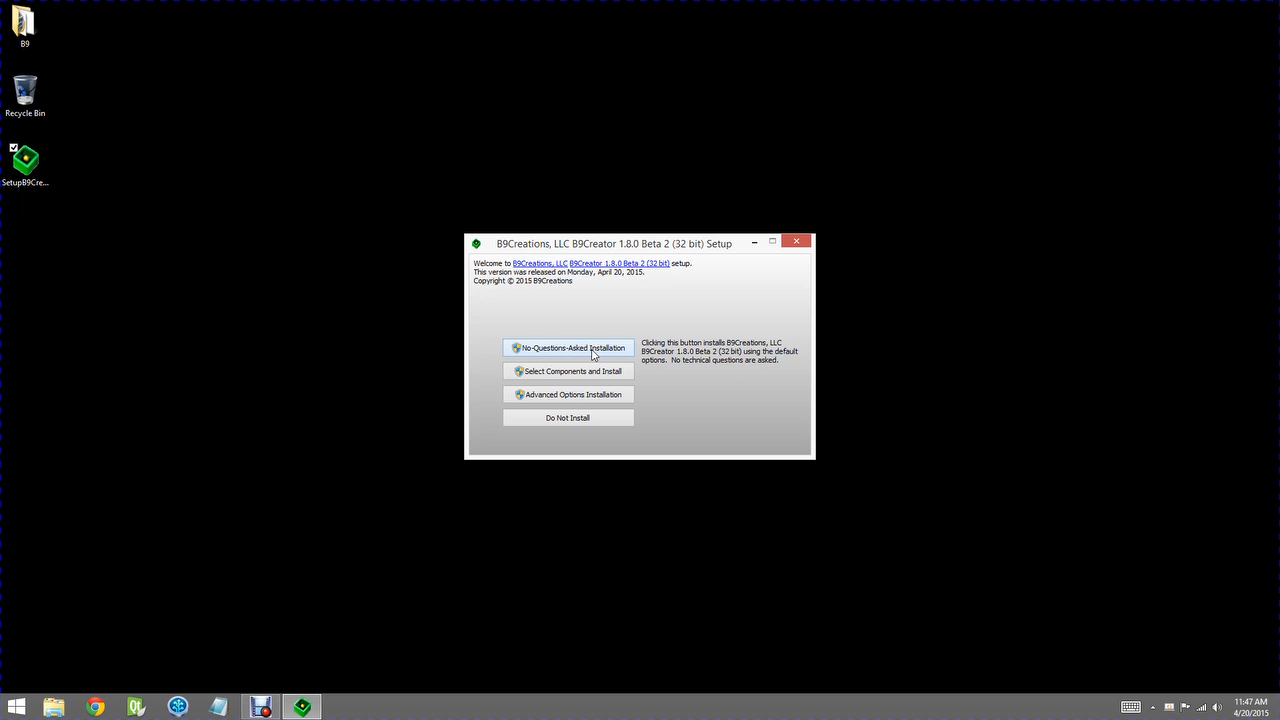 B9
Recycle Bin
SetupB9Cre...
B9Creations, LLC B9Creator 1.8.0 Beta 2 (32 bit) Setup
Welcome to B9Creations, LLC B9Creator 1.8.0 Beta 2 (32 bit) setup.
This version was released on Monday, April 20, 2015.
Copyright © 2015 B9Creations
No-Questions-Asked Installation
Clicking this button installs B9Creations, LLC
B9Creator 1.8.0 Beta 2 (32 bit) using the default
options. No technical questions are asked.
Select Components and Install
Advanced Options Installation
Do Not Install
Qt
11:47 AM
4/20/2015